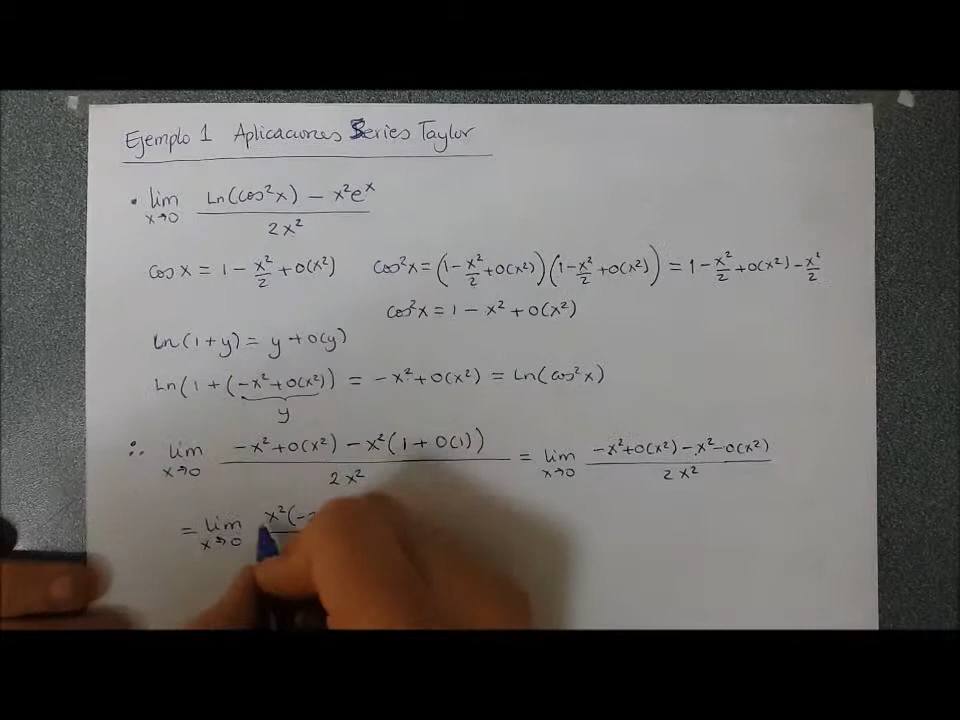 Ejemplo 1 Aplicaciones Series Taylor
• lim x→0 (Ln(cos²x) − x²eˣ) / 2x²
cos x = 1 − x²/2 + o(x²) cos²x = (1 − x²/2 + o(x²))(1 − x²/2 + o(x²)) = 1 − x²/2 + o(x²) − x²/2
cos²x = 1 − x² + o(x²)
Ln(1+y) = y + o(y)
Ln(1 + (−x² + o(x²))) = −x² + o(x²) = Ln(cos²x)
y
∴ lim x→0 (−x² + o(x²) − x²(1 + o(1))) / 2x² = lim x→0 (−x² + o(x²) − x² − o(x²)) / 2x²
= lim x→0 x²(−